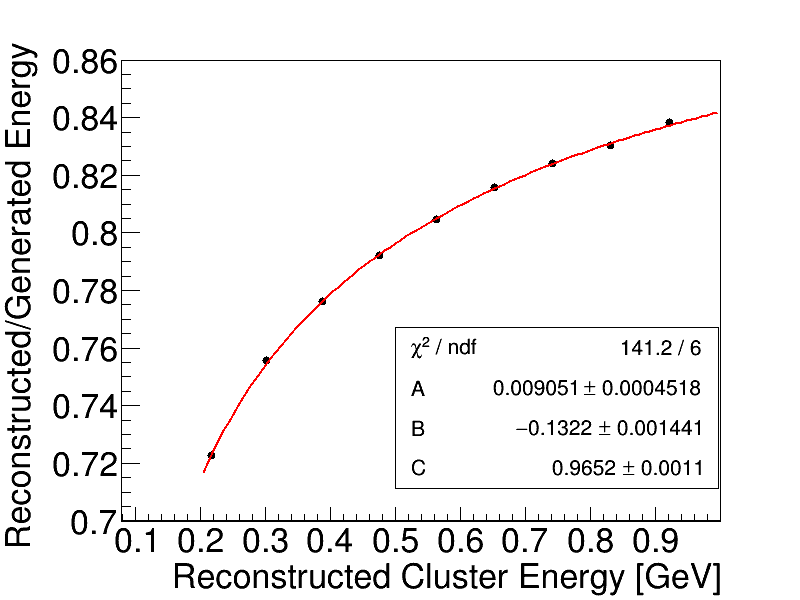 Reconstructed/Generated Energy
0.86
0.84
0.82
0.8
0.78
0.76
0.74
0.72
0.7
χ² / ndf 141.2 / 6
A 0.009051 ± 0.0004518
B −0.1322 ± 0.001441
C 0.9652 ± 0.0011
0.1 0.2 0.3 0.4 0.5 0.6 0.7 0.8 0.9
Reconstructed Cluster Energy [GeV]